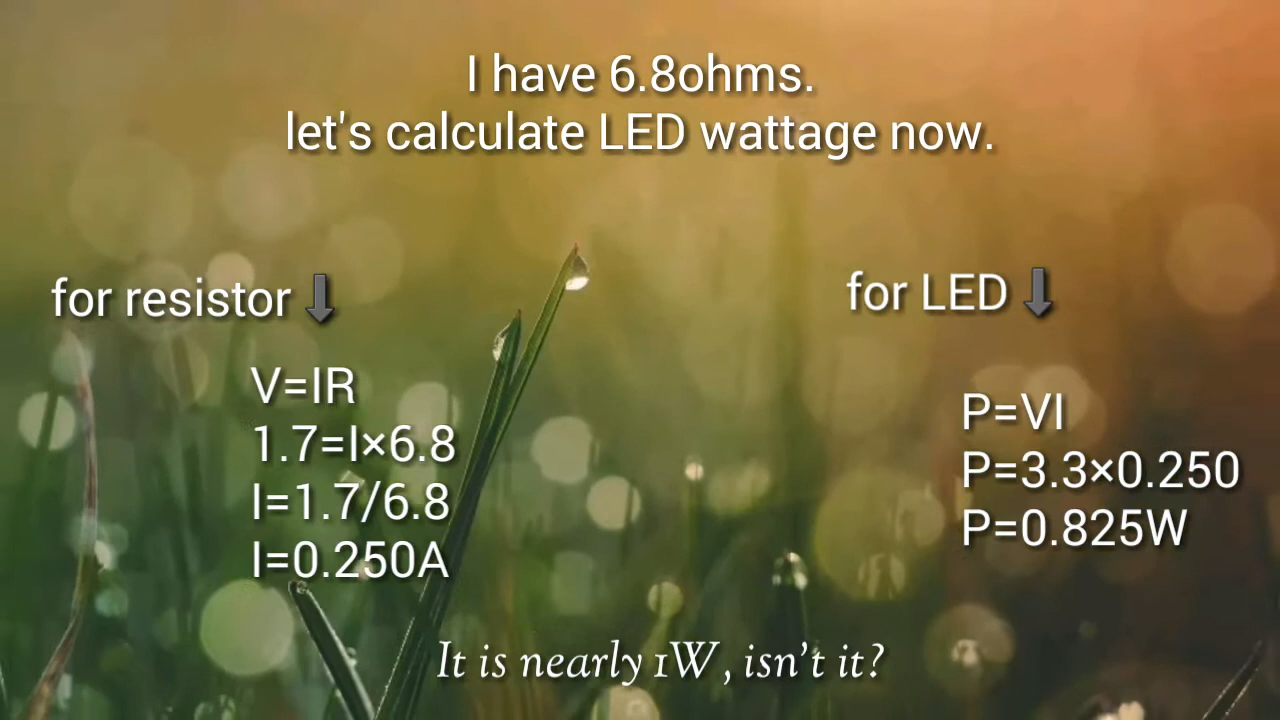 I have 6.8ohms.
let's calculate LED wattage now.
for resistor ⬇
V=IR
1.7=I×6.8
I=1.7/6.8
I=0.250A
for LED ⬇
P=VI
P=3.3×0.250
P=0.825W
It is nearly 1W, isn't it?